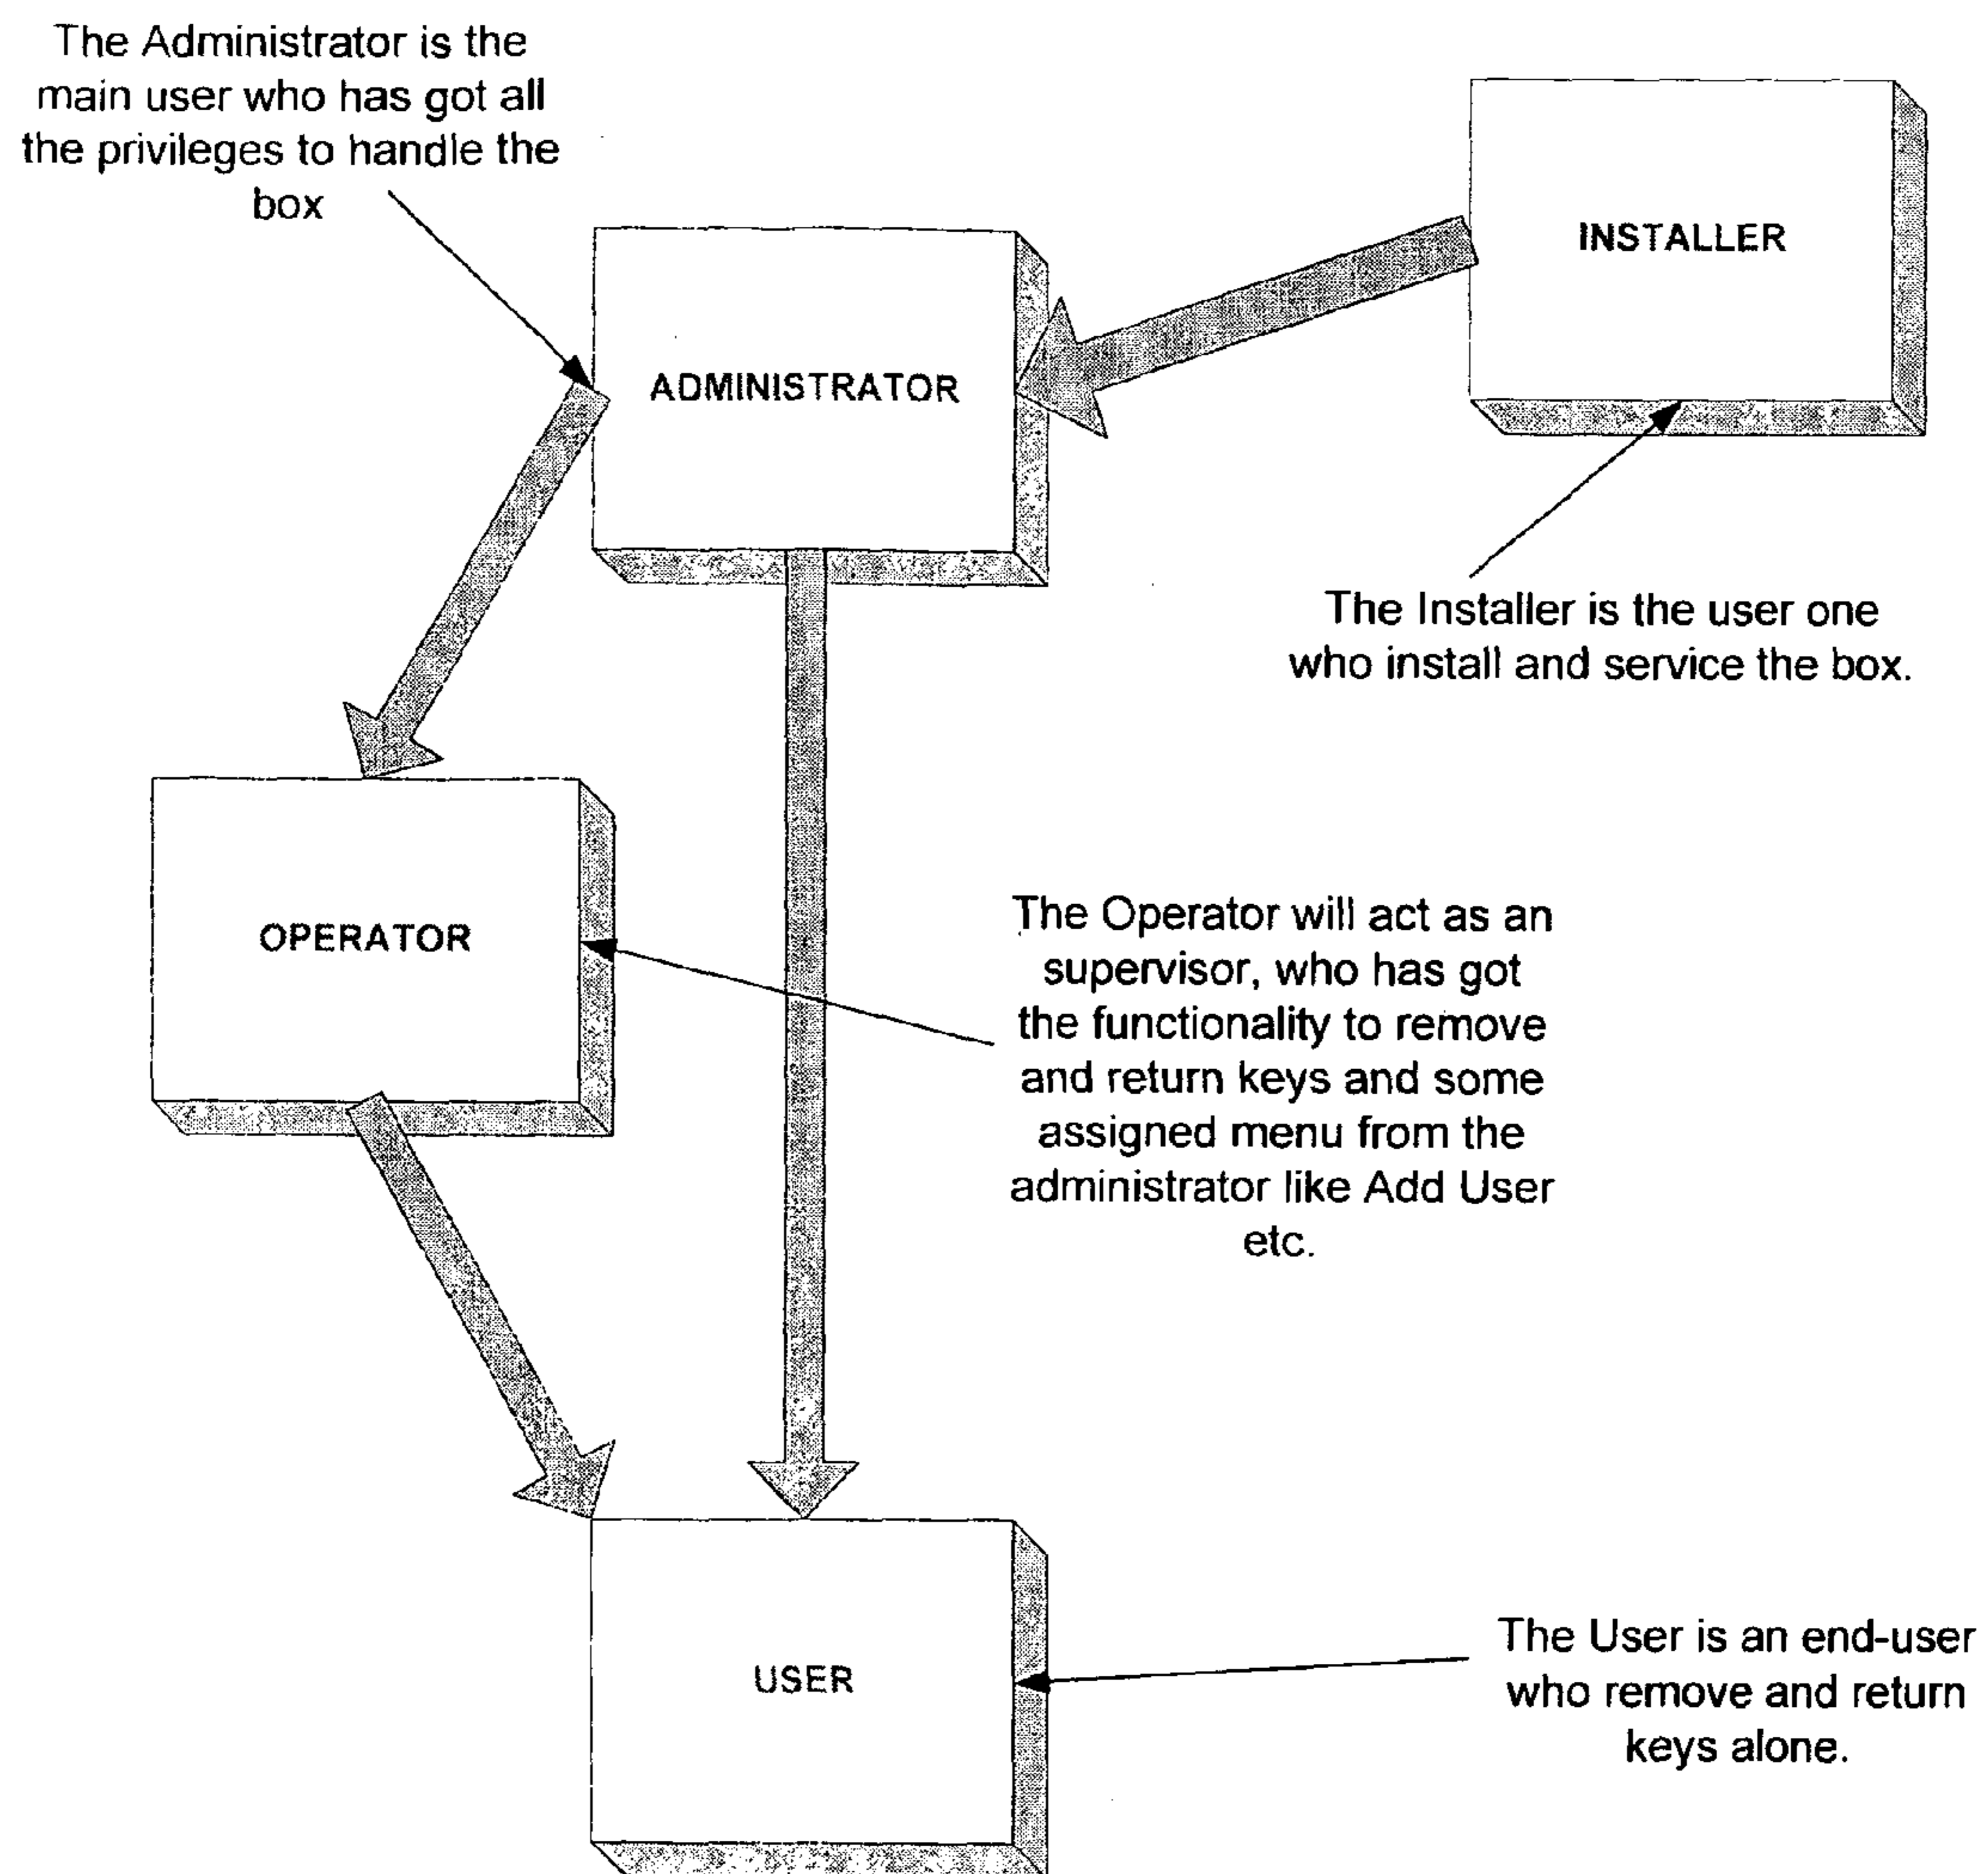 The Administrator is the
main user who has got all
the privileges to handle the
box
INSTALLER
ADMINISTRATOR
The Installer is the user one
who install and service the box.
OPERATOR
The Operator will act as an
supervisor, who has got
the functionality to remove
and return keys and some
assigned menu from the
administrator like Add User
etc.
USER
The User is an end-user
who remove and return
keys alone.